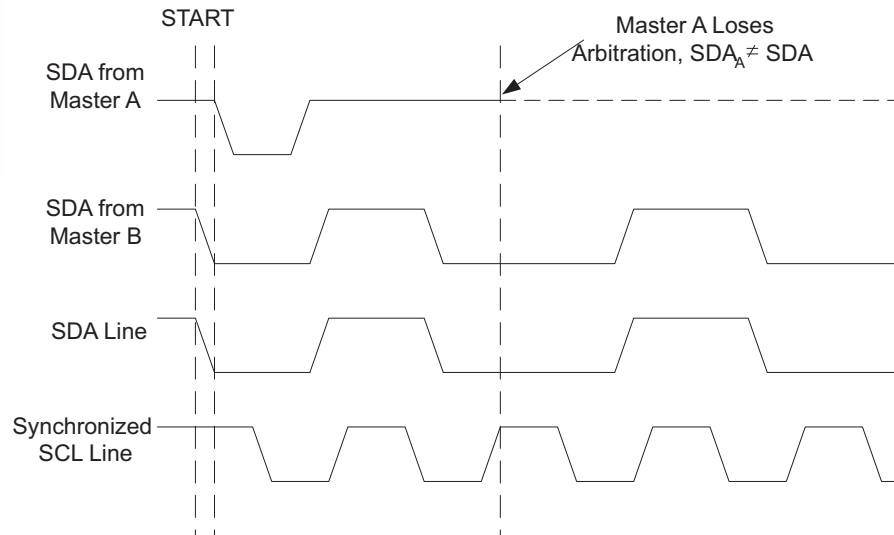 START
Master A Loses
Arbitration, SDA_A ≠ SDA
SDA from
Master A
SDA from
Master B
SDA Line
Synchronized
SCL Line